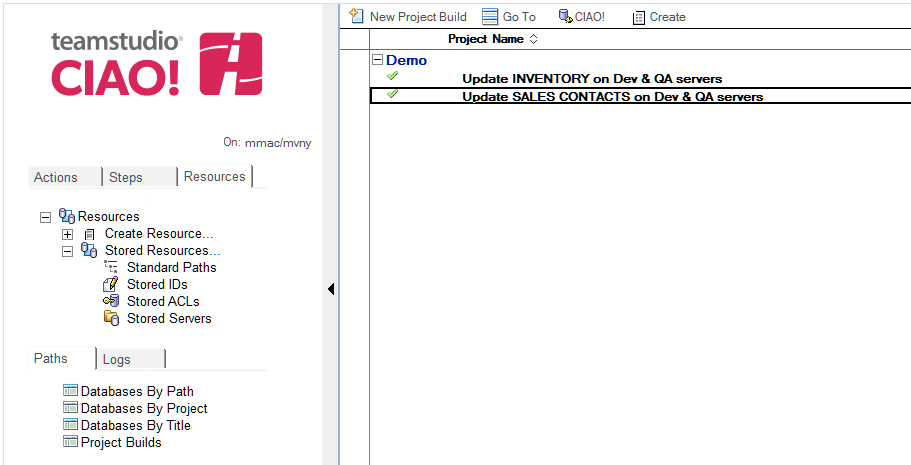 teamstudio®
CIAO!
On: mmac/mvny
Actions Steps Resources
Resources
Create Resource...
Stored Resources...
Standard Paths
Stored IDs
Stored ACLs
Stored Servers
Paths Logs
Databases By Path
Databases By Project
Databases By Title
Project Builds
New Project Build Go To CIAO! Create
Project Name
Demo
Update INVENTORY on Dev & QA servers
Update SALES CONTACTS on Dev & QA servers